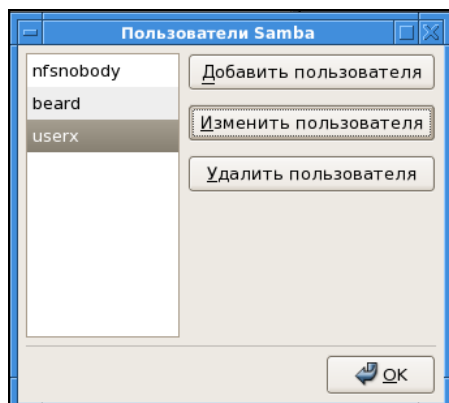 Пользователи Samba
nfsnobody
beard
userx
Добавить пользователя
Изменить пользователя
Удалить пользователя
OK